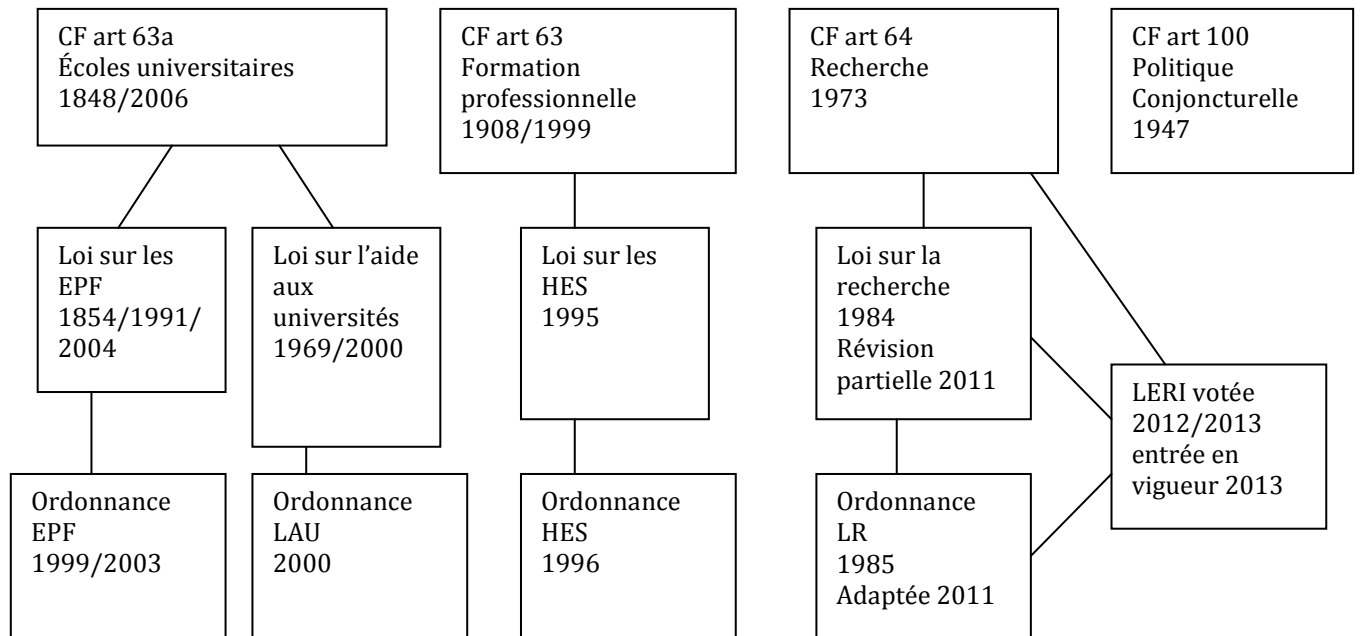 CF art 63a
Écoles universitaires
1848/2006
CF art 63
Formation
professionnelle
1908/1999
CF art 64
Recherche
1973
CF art 100
Politique
Conjoncturelle
1947
Loi sur les
EPF
1854/1991/
2004
Loi sur l’aide
aux
universités
1969/2000
Loi sur les
HES
1995
Loi sur la
recherche
1984
Révision
partielle 2011
LERI votée
2012/2013
entrée en
vigueur 2013
Ordonnance
EPF
1999/2003
Ordonnance
LAU
2000
Ordonnance
HES
1996
Ordonnance
LR
1985
Adaptée 2011